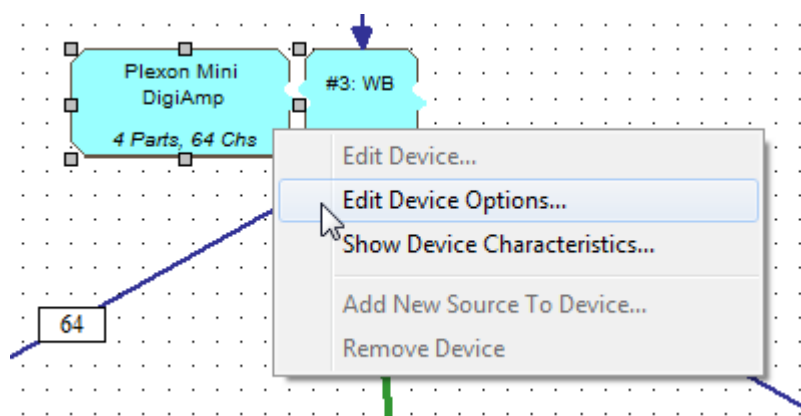 Plexon Mini
DigiAmp
4 Parts, 64 Chs
#3: WB
Edit Device...
Edit Device Options...
Show Device Characteristics...
Add New Source To Device...
Remove Device
64